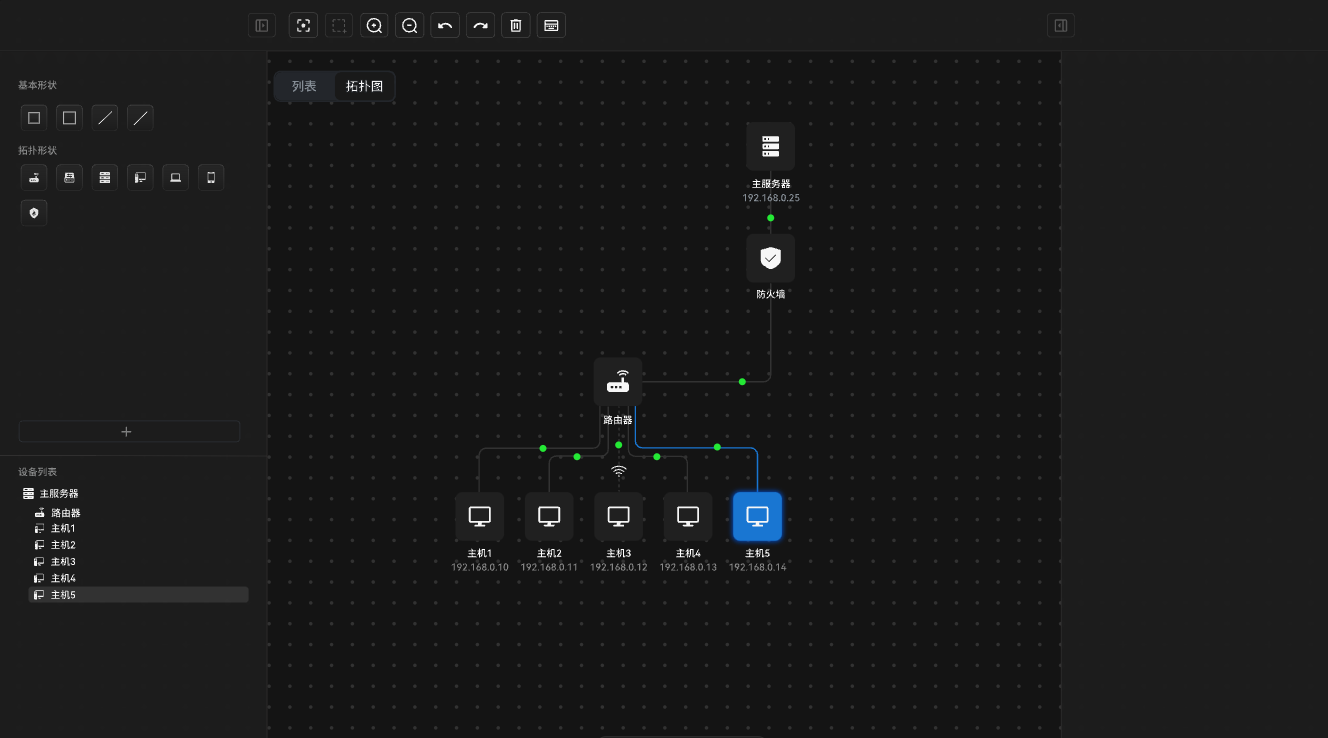 基本形状
拓扑形状
设备列表
主服务器
路由器
主机1
主机2
主机3
主机4
主机5
列表 拓扑图
主服务器
192.168.0.25
防火墙
路由器
主机1 主机2 主机3 主机4 主机5
192.168.0.10 192.168.0.11 192.168.0.12 192.168.0.13 192.168.0.14